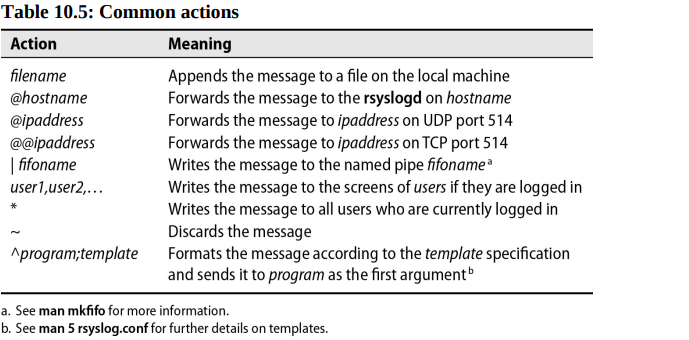 Table 10.5: Common actions
Action Meaning
filename Appends the message to a file on the local machine
@hostname Forwards the message to the rsyslogd on hostname
@ipaddress Forwards the message to ipaddress on UDP port 514
@@ipaddress Forwards the message to ipaddress on TCP port 514
| fifoname Writes the message to the named pipe fifoname a
user1,user2,… Writes the message to the screens of users if they are logged in
* Writes the message to all users who are currently logged in
~ Discards the message
^program;template Formats the message according to the template specification
and sends it to program as the first argument b
a. See man mkfifo for more information.
b. See man 5 rsyslog.conf for further details on templates.